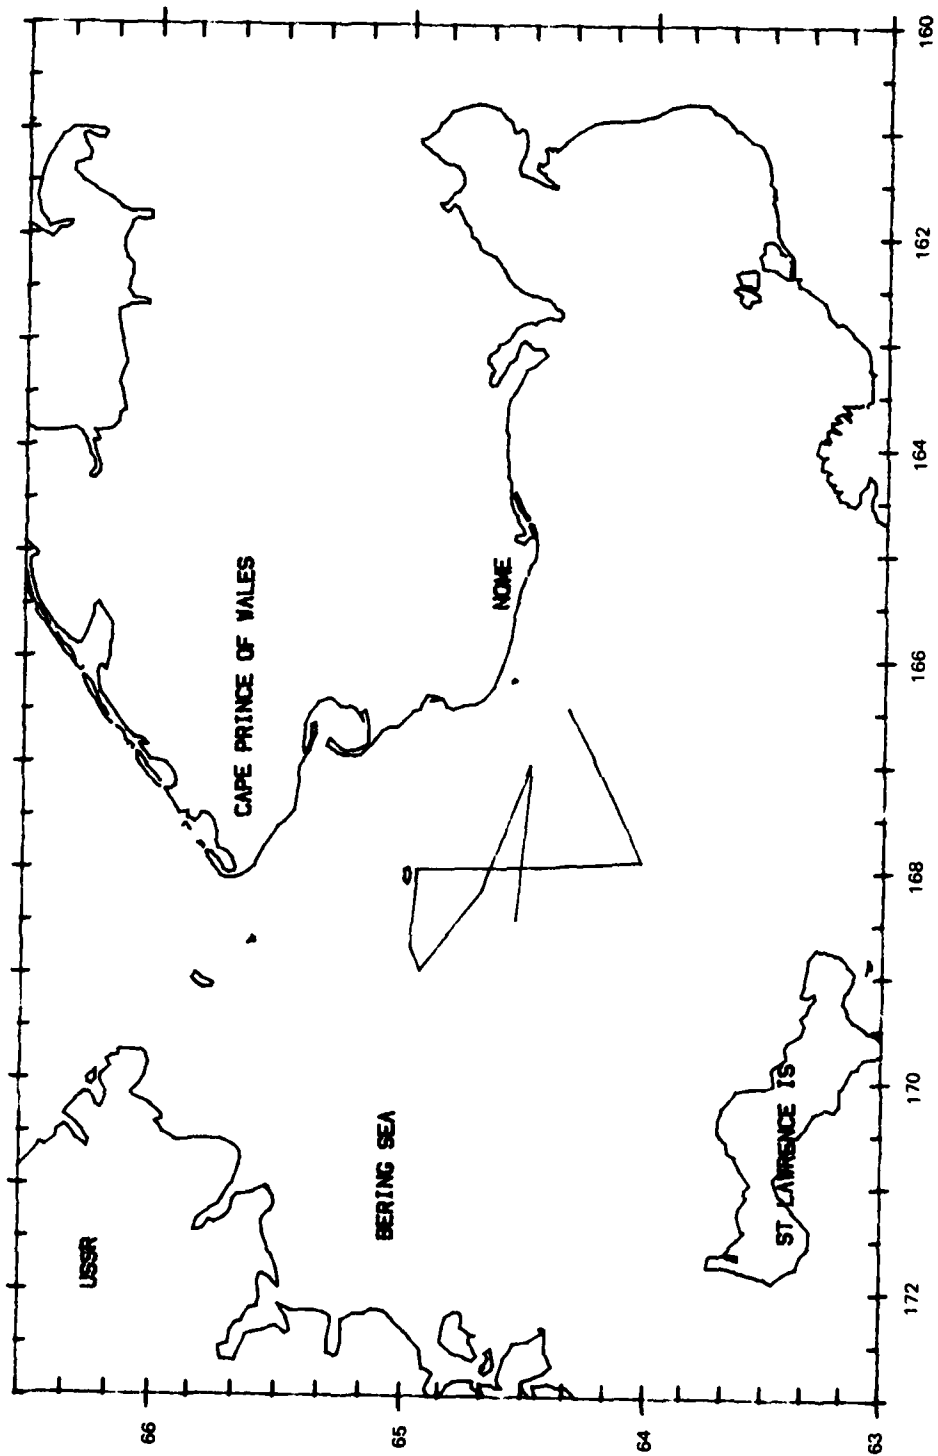 USSR
BERING SEA
CAPE PRINCE OF WALES
NOME
ST LAWRENCE IS
66
65
64
63
172
170
168
166
164
162
160